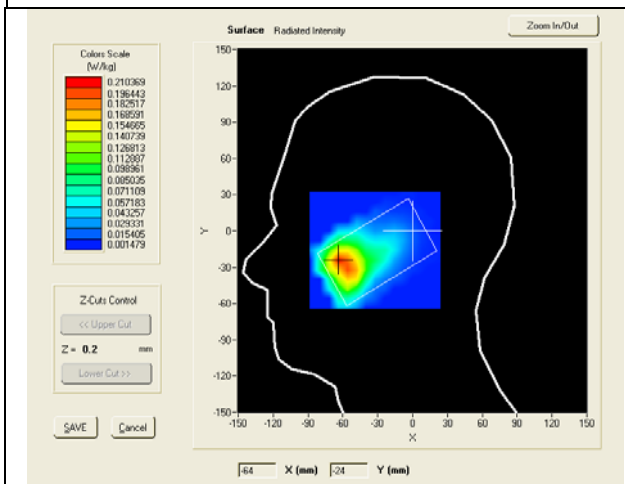 Surface Radiated Intensity
Zoom In/Out
Colors Scale
(W/kg)
0.210369
0.196443
0.182517
0.168591
0.154665
0.140739
0.126813
0.112887
0.098961
0.085035
0.071109
0.057183
0.043257
0.029331
0.015405
0.001479
150
120
90
60
30
0
-30
-60
-90
-120
-150
Y
-150 -120 -90 -60 -30 0 30 60 90 120 150
X
Z-Cuts Control
<< Upper Cut
Z = 0.2 mm
Lower Cut >>
SAVE Cancel
-64 X (mm) -24 Y (mm)